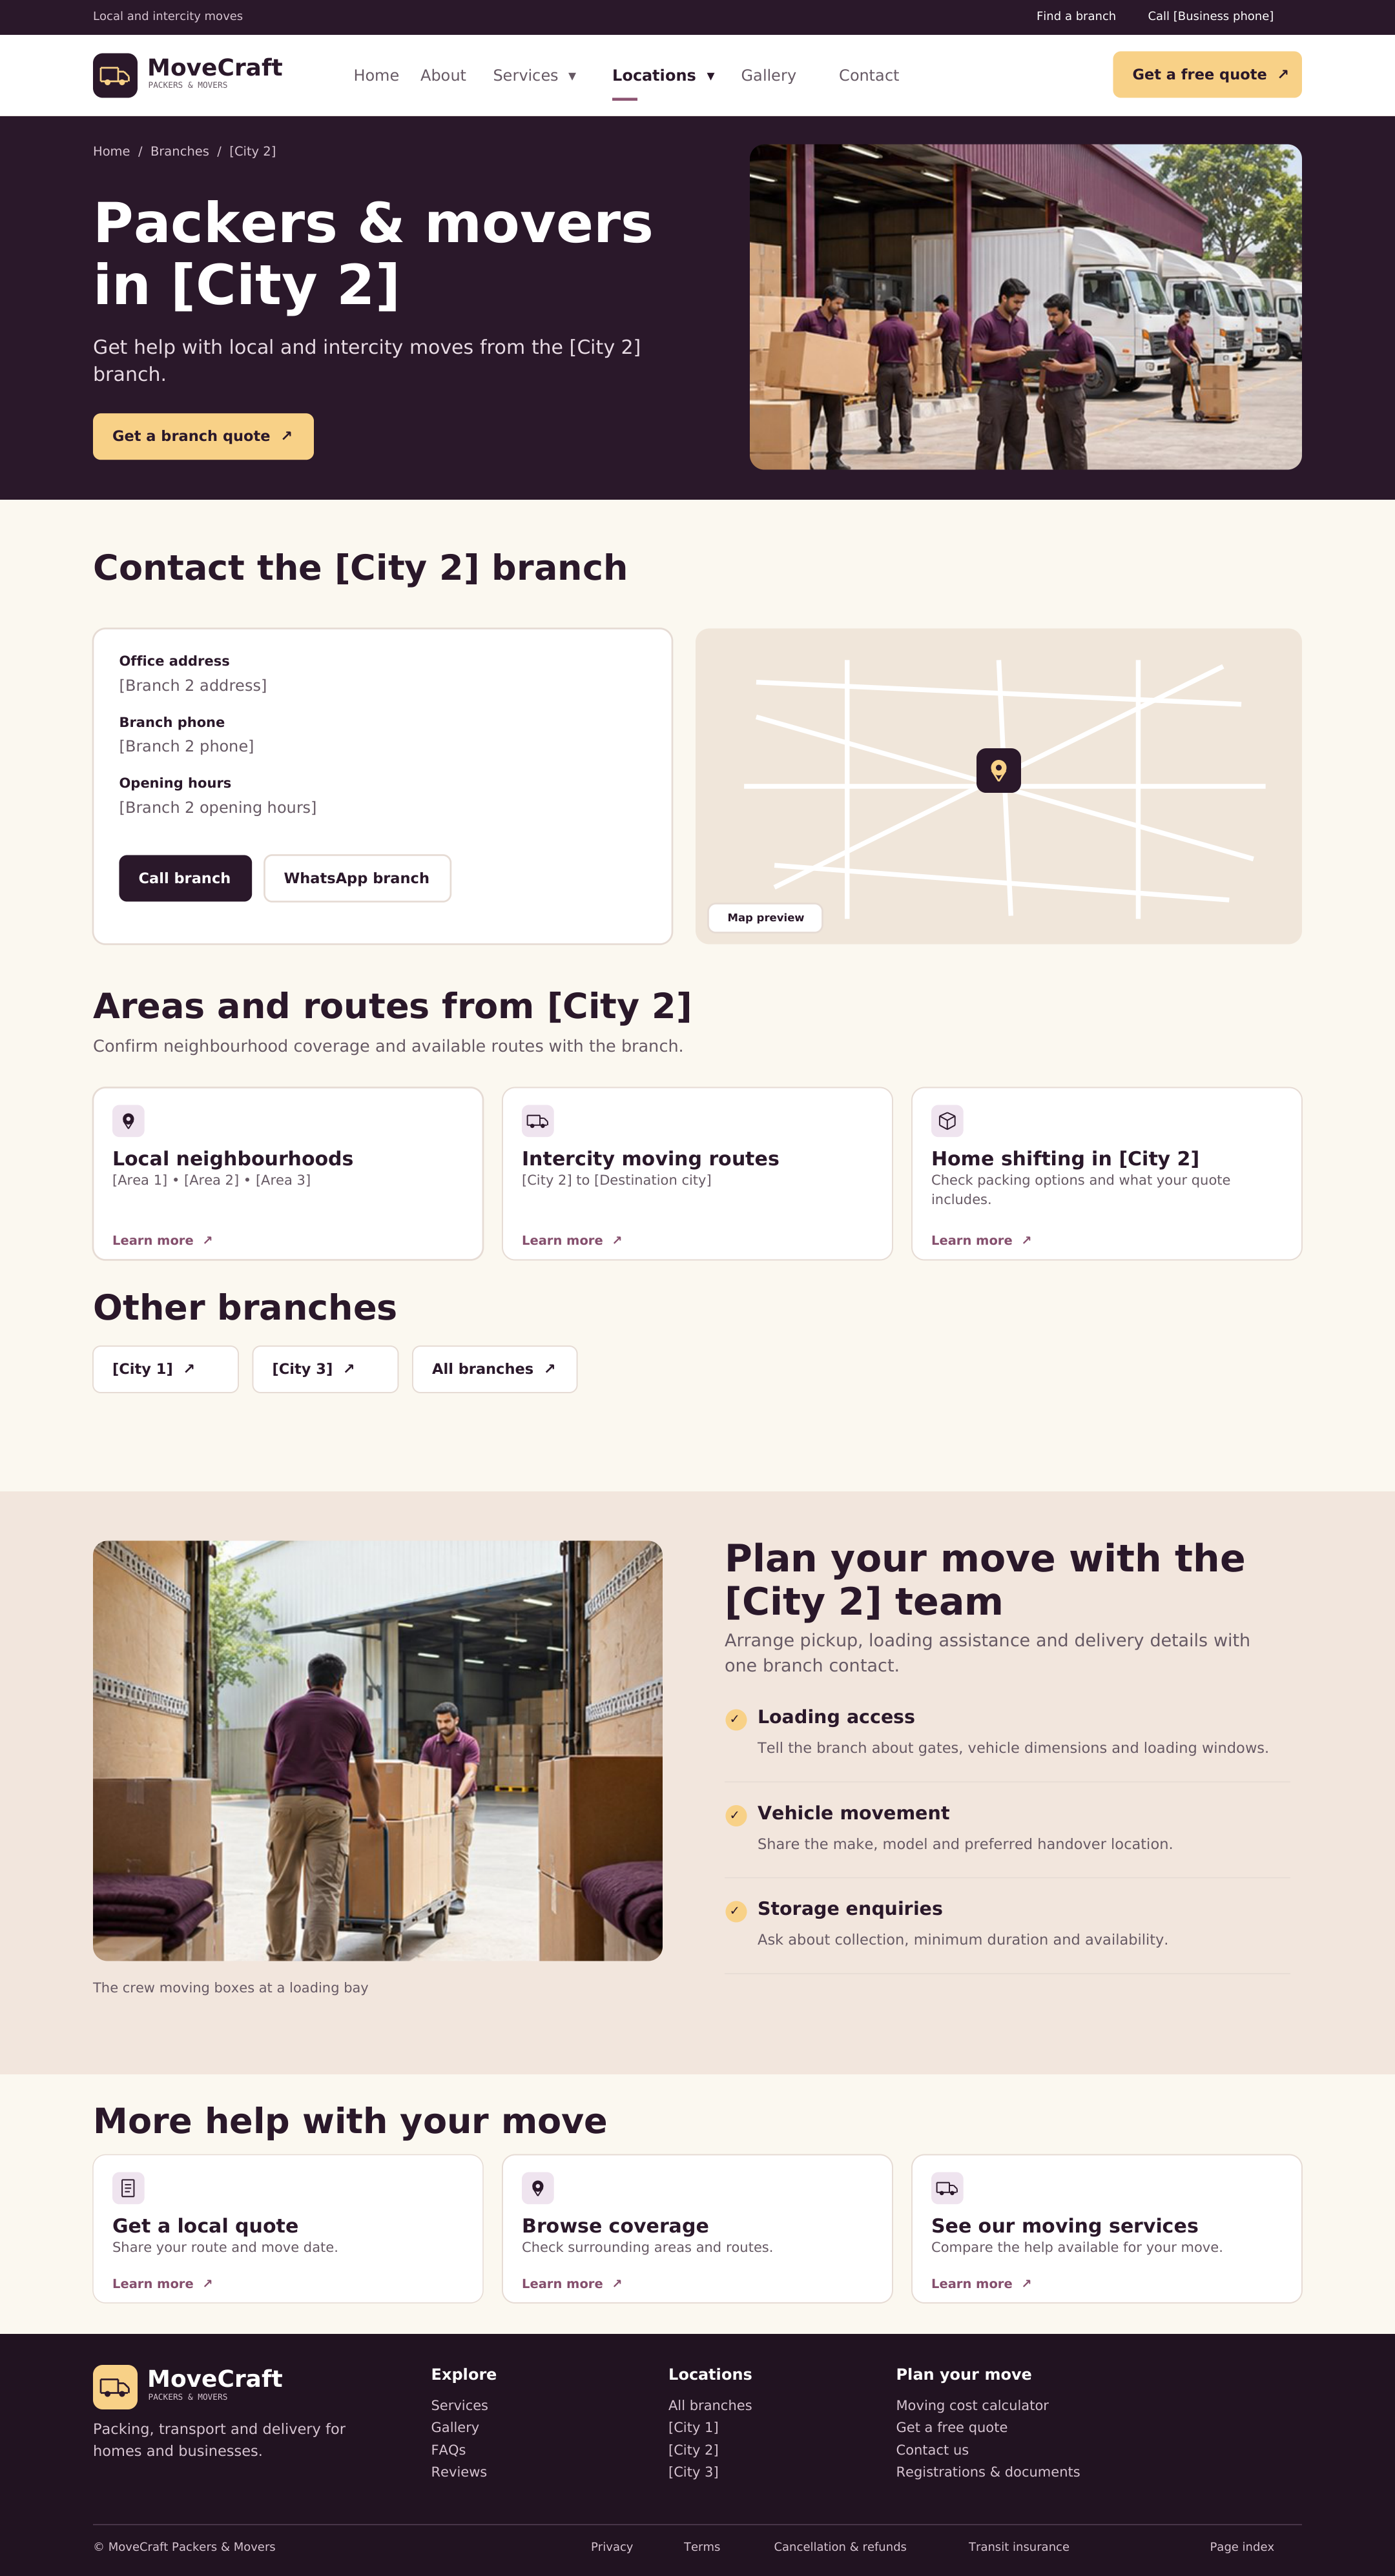 Local and intercity moves
Find a branch
Call [Business phone]
MoveCraft
PACKERS & MOVERS
Home
About
Services ▾
Locations ▾
Gallery
Contact
Get a free quote ↗
Home / Branches / [City 2]
Packers & movers
in [City 2]
Get help with local and intercity moves from the [City 2]
branch.
Get a branch quote ↗
Contact the [City 2] branch
Office address
[Branch 2 address]
Branch phone
[Branch 2 phone]
Opening hours
[Branch 2 opening hours]
Call branch
WhatsApp branch
Map preview
Areas and routes from [City 2]
Confirm neighbourhood coverage and available routes with the branch.
Local neighbourhoods
[Area 1] • [Area 2] • [Area 3]
Learn more ↗
Intercity moving routes
[City 2] to [Destination city]
Learn more ↗
Home shifting in [City 2]
Check packing options and what your quote
includes.
Learn more ↗
Other branches
[City 1] ↗
[City 3] ↗
All branches ↗
Plan your move with the
[City 2] team
Arrange pickup, loading assistance and delivery details with
one branch contact.
✓ Loading access
Tell the branch about gates, vehicle dimensions and loading windows.
✓ Vehicle movement
Share the make, model and preferred handover location.
✓ Storage enquiries
Ask about collection, minimum duration and availability.
The crew moving boxes at a loading bay
More help with your move
Get a local quote
Share your route and move date.
Learn more ↗
Browse coverage
Check surrounding areas and routes.
Learn more ↗
See our moving services
Compare the help available for your move.
Learn more ↗
MoveCraft
PACKERS & MOVERS
Packing, transport and delivery for
homes and businesses.
Explore
Services
Gallery
FAQs
Reviews
Locations
All branches
[City 1]
[City 2]
[City 3]
Plan your move
Moving cost calculator
Get a free quote
Contact us
Registrations & documents
© MoveCraft Packers & Movers
Privacy
Terms
Cancellation & refunds
Transit insurance
Page index